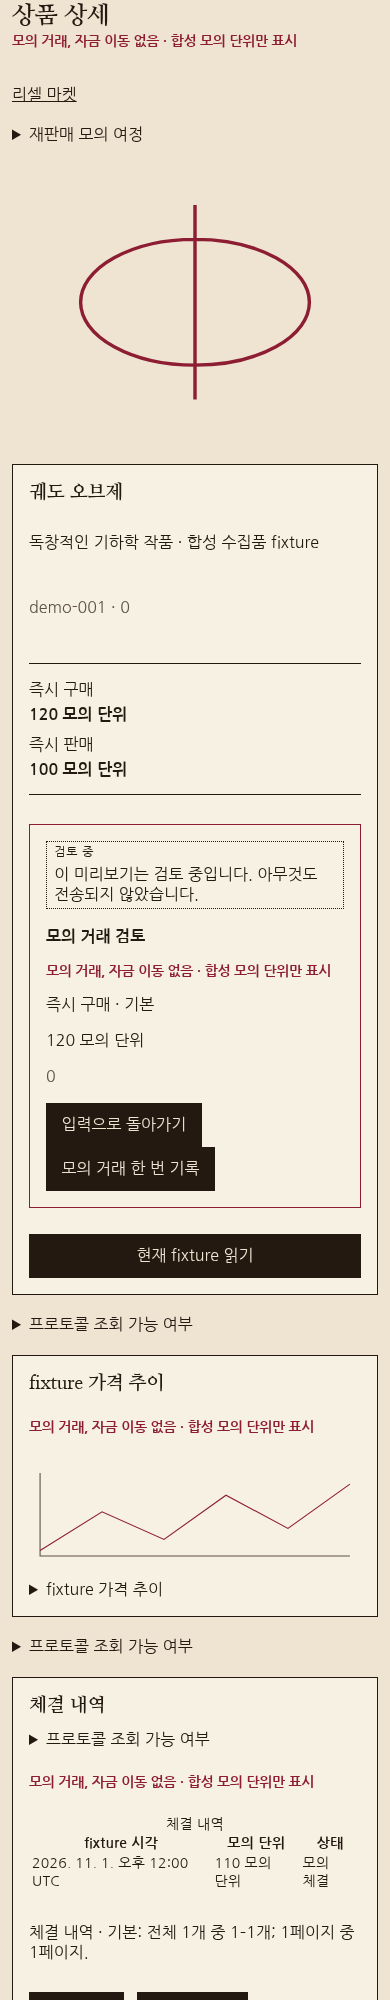 상품 상세
모의 거래, 자금 이동 없음 · 합성 모의 단위만 표시
리셀 마켓
▶ 재판매 모의 여정
궤도 오브제
독창적인 기하학 작품 · 합성 수집품 fixture
demo-001 · 0
즉시 구매
120 모의 단위
즉시 판매
100 모의 단위
검토 중
이 미리보기는 검토 중입니다. 아무것도
전송되지 않았습니다.
모의 거래 검토
모의 거래, 자금 이동 없음 · 합성 모의 단위만 표시
즉시 구매 · 기본
120 모의 단위
0
입력으로 돌아가기
모의 거래 한 번 기록
현재 fixture 읽기
▶ 프로토콜 조회 가능 여부
fixture 가격 추이
모의 거래, 자금 이동 없음 · 합성 모의 단위만 표시
▶ fixture 가격 추이
▶ 프로토콜 조회 가능 여부
체결 내역
▶ 프로토콜 조회 가능 여부
모의 거래, 자금 이동 없음 · 합성 모의 단위만 표시
체결 내역
fixture 시각 모의 단위 상태
2026. 11. 1. 오후 12:00 110 모의 모의
UTC 단위 체결
체결 내역 · 기본: 전체 1개 중 1–1개; 1페이지 중
1페이지.